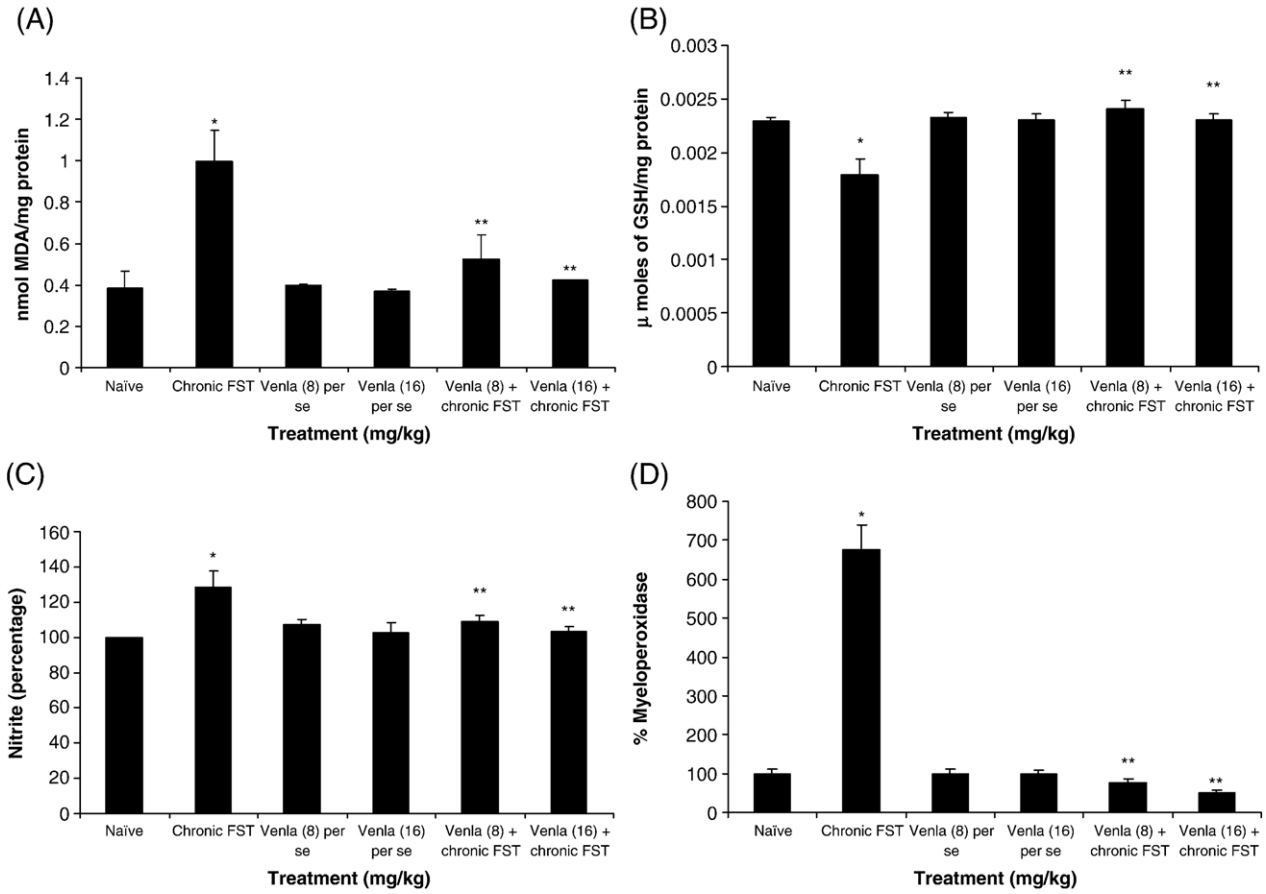 (A)
nmol MDA/mg protein
1.4
1.2
1
0.8
0.6
0.4
0.2
0
*
**
**
Naïve
Chronic FST
Venla (8) per
se
Venla (16)
per se
Venla (8) +
chronic FST
Venla (16) +
chronic FST
Treatment (mg/kg)
(B)
μ moles of GSH/mg protein
0.003
0.0025
0.002
0.0015
0.001
0.0005
0
*
**
**
Naïve
Chronic FST
Venla (8) per
se
Venla (16)
per se
Venla (8) +
chronic FST
Venla (16) +
chronic FST
Treatment (mg/kg)
(C)
Nitrite (percentage)
160
140
120
100
80
60
40
20
0
*
**
**
Naïve
Chronic FST
Venla (8) per
se
Venla (16)
per se
Venla (8) +
chronic FST
Venla (16) +
chronic FST
Treatment (mg/kg)
(D)
% Myeloperoxidase
800
700
600
500
400
300
200
100
0
*
**
**
Naïve
Chronic FST
Venla (8) per
se
Venla (16)
per se
Venla (8) +
chronic FST
Venla (16) +
chronic FST
Treatment (mg/kg)